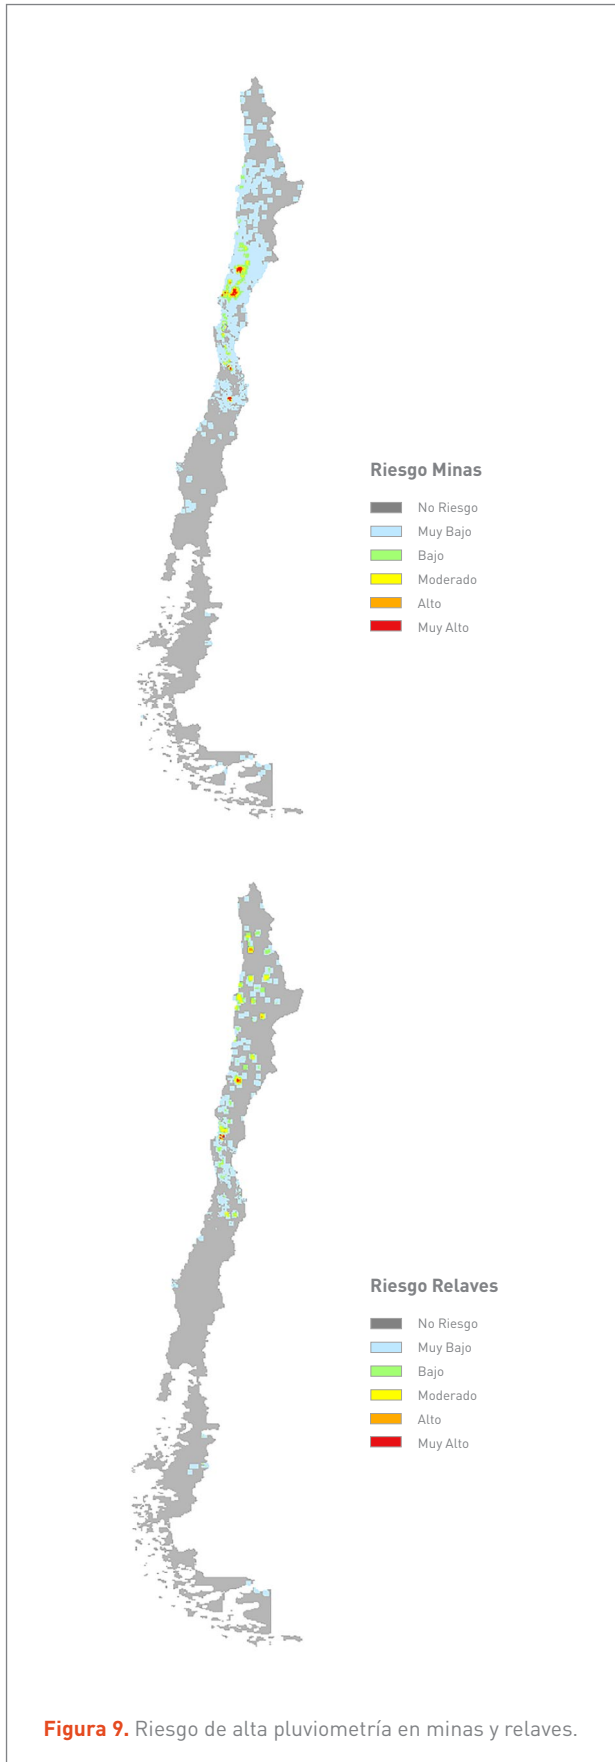 Riesgo Minas
No Riesgo
Muy Bajo
Bajo
Moderado
Alto
Muy Alto
Riesgo Relaves
No Riesgo
Muy Bajo
Bajo
Moderado
Alto
Muy Alto
Figura 9. Riesgo de alta pluviometría en minas y relaves.